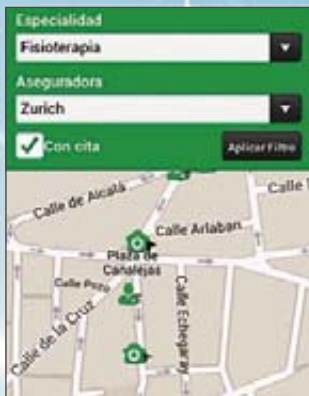 Especialidad
Fisioterapia
Aseguradora
Zurich
Con cita
Aplicar Filtro
Calle de Alcalá
Calle Arlaban
Plaza de
Canalejas
Calle Pozo
Calle de la Cruz
Calle Echegaray